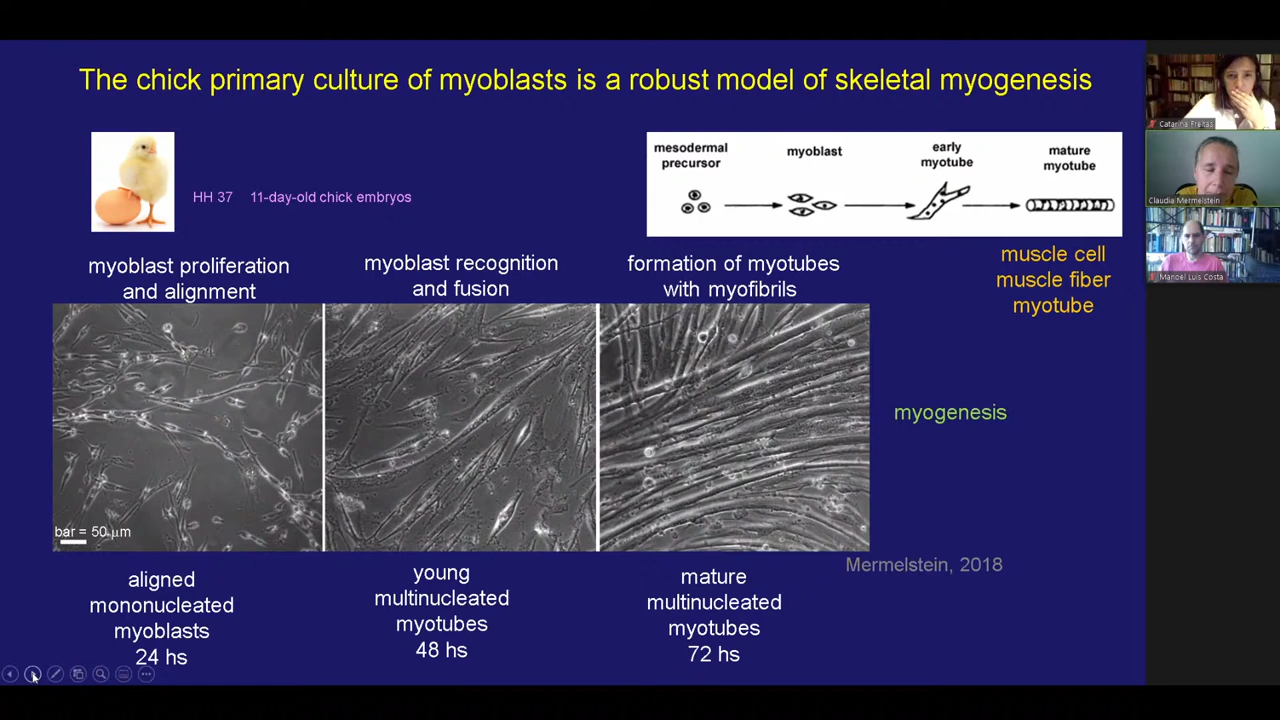 The chick primary culture of myoblasts is a robust model of skeletal myogenesis
HH 37 11-day-old chick embryos
mesodermal
precursor
myoblast
early
myotube
mature
myotube
muscle cell
muscle fiber
myotube
myoblast proliferation
and alignment
myoblast recognition
and fusion
formation of myotubes
with myofibrils
myogenesis
bar = 50 μm
Mermelstein, 2018
aligned
mononucleated
myoblasts
24 hs
young
multinucleated
myotubes
48 hs
mature
multinucleated
myotubes
72 hs
Catarina Freitas
Claudia Mermelstein
Manoel Luis Costa